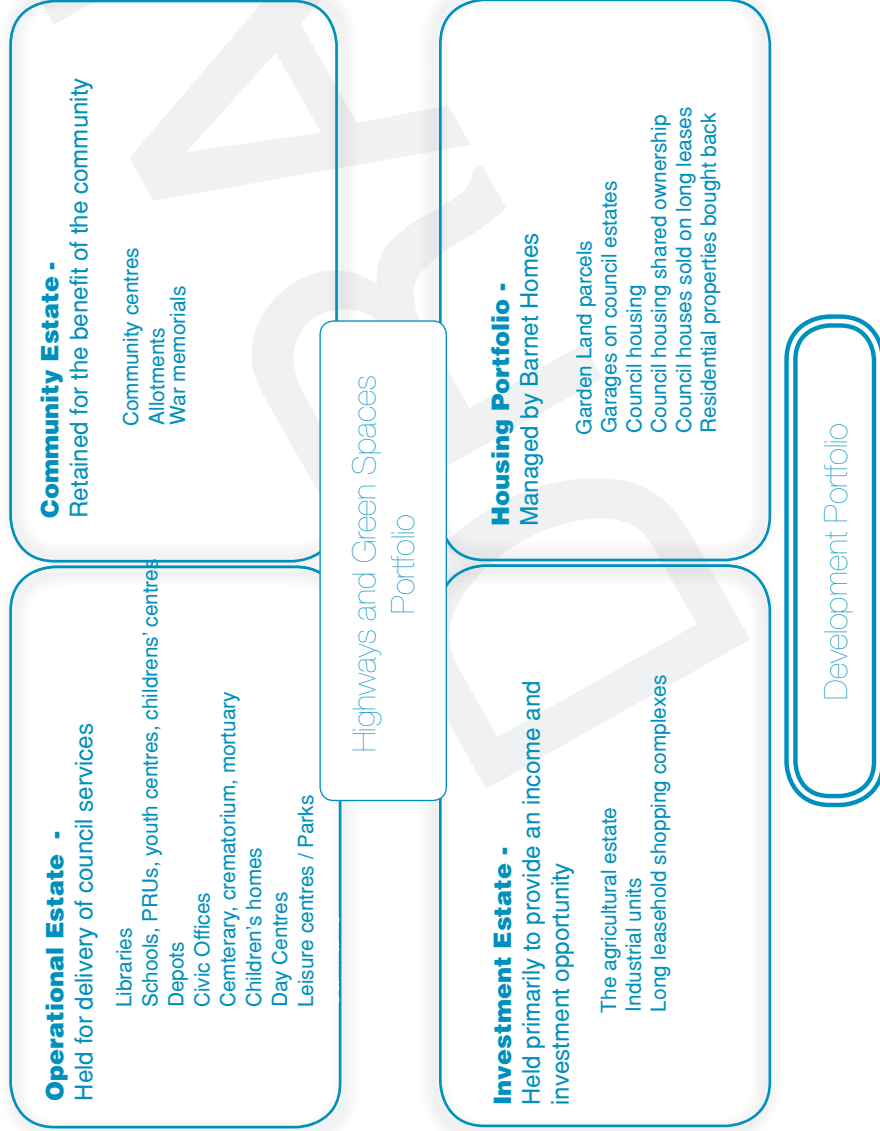 Operational Estate -
Held for delivery of council services
Libraries
Schools, PRUs, youth centres, childrens' centres
Depots
Civic Offices
Cemterary, crematorium, mortuary
Children's homes
Day Centres
Leisure centres / Parks
Community Estate -
Retained for the benefit of the community
Community centres
Allotments
War memorials
Highways and Green Spaces
Portfolio
Investment Estate -
Held primarily to provide an income and
investment opportunity
The agricultural estate
Industrial units
Long leasehold shopping complexes
Housing Portfolio -
Managed by Barnet Homes
Garden Land parcels
Garages on council estates
Council housing
Council housing shared ownership
Council houses sold on long leases
Residential properties bought back
Development Portfolio